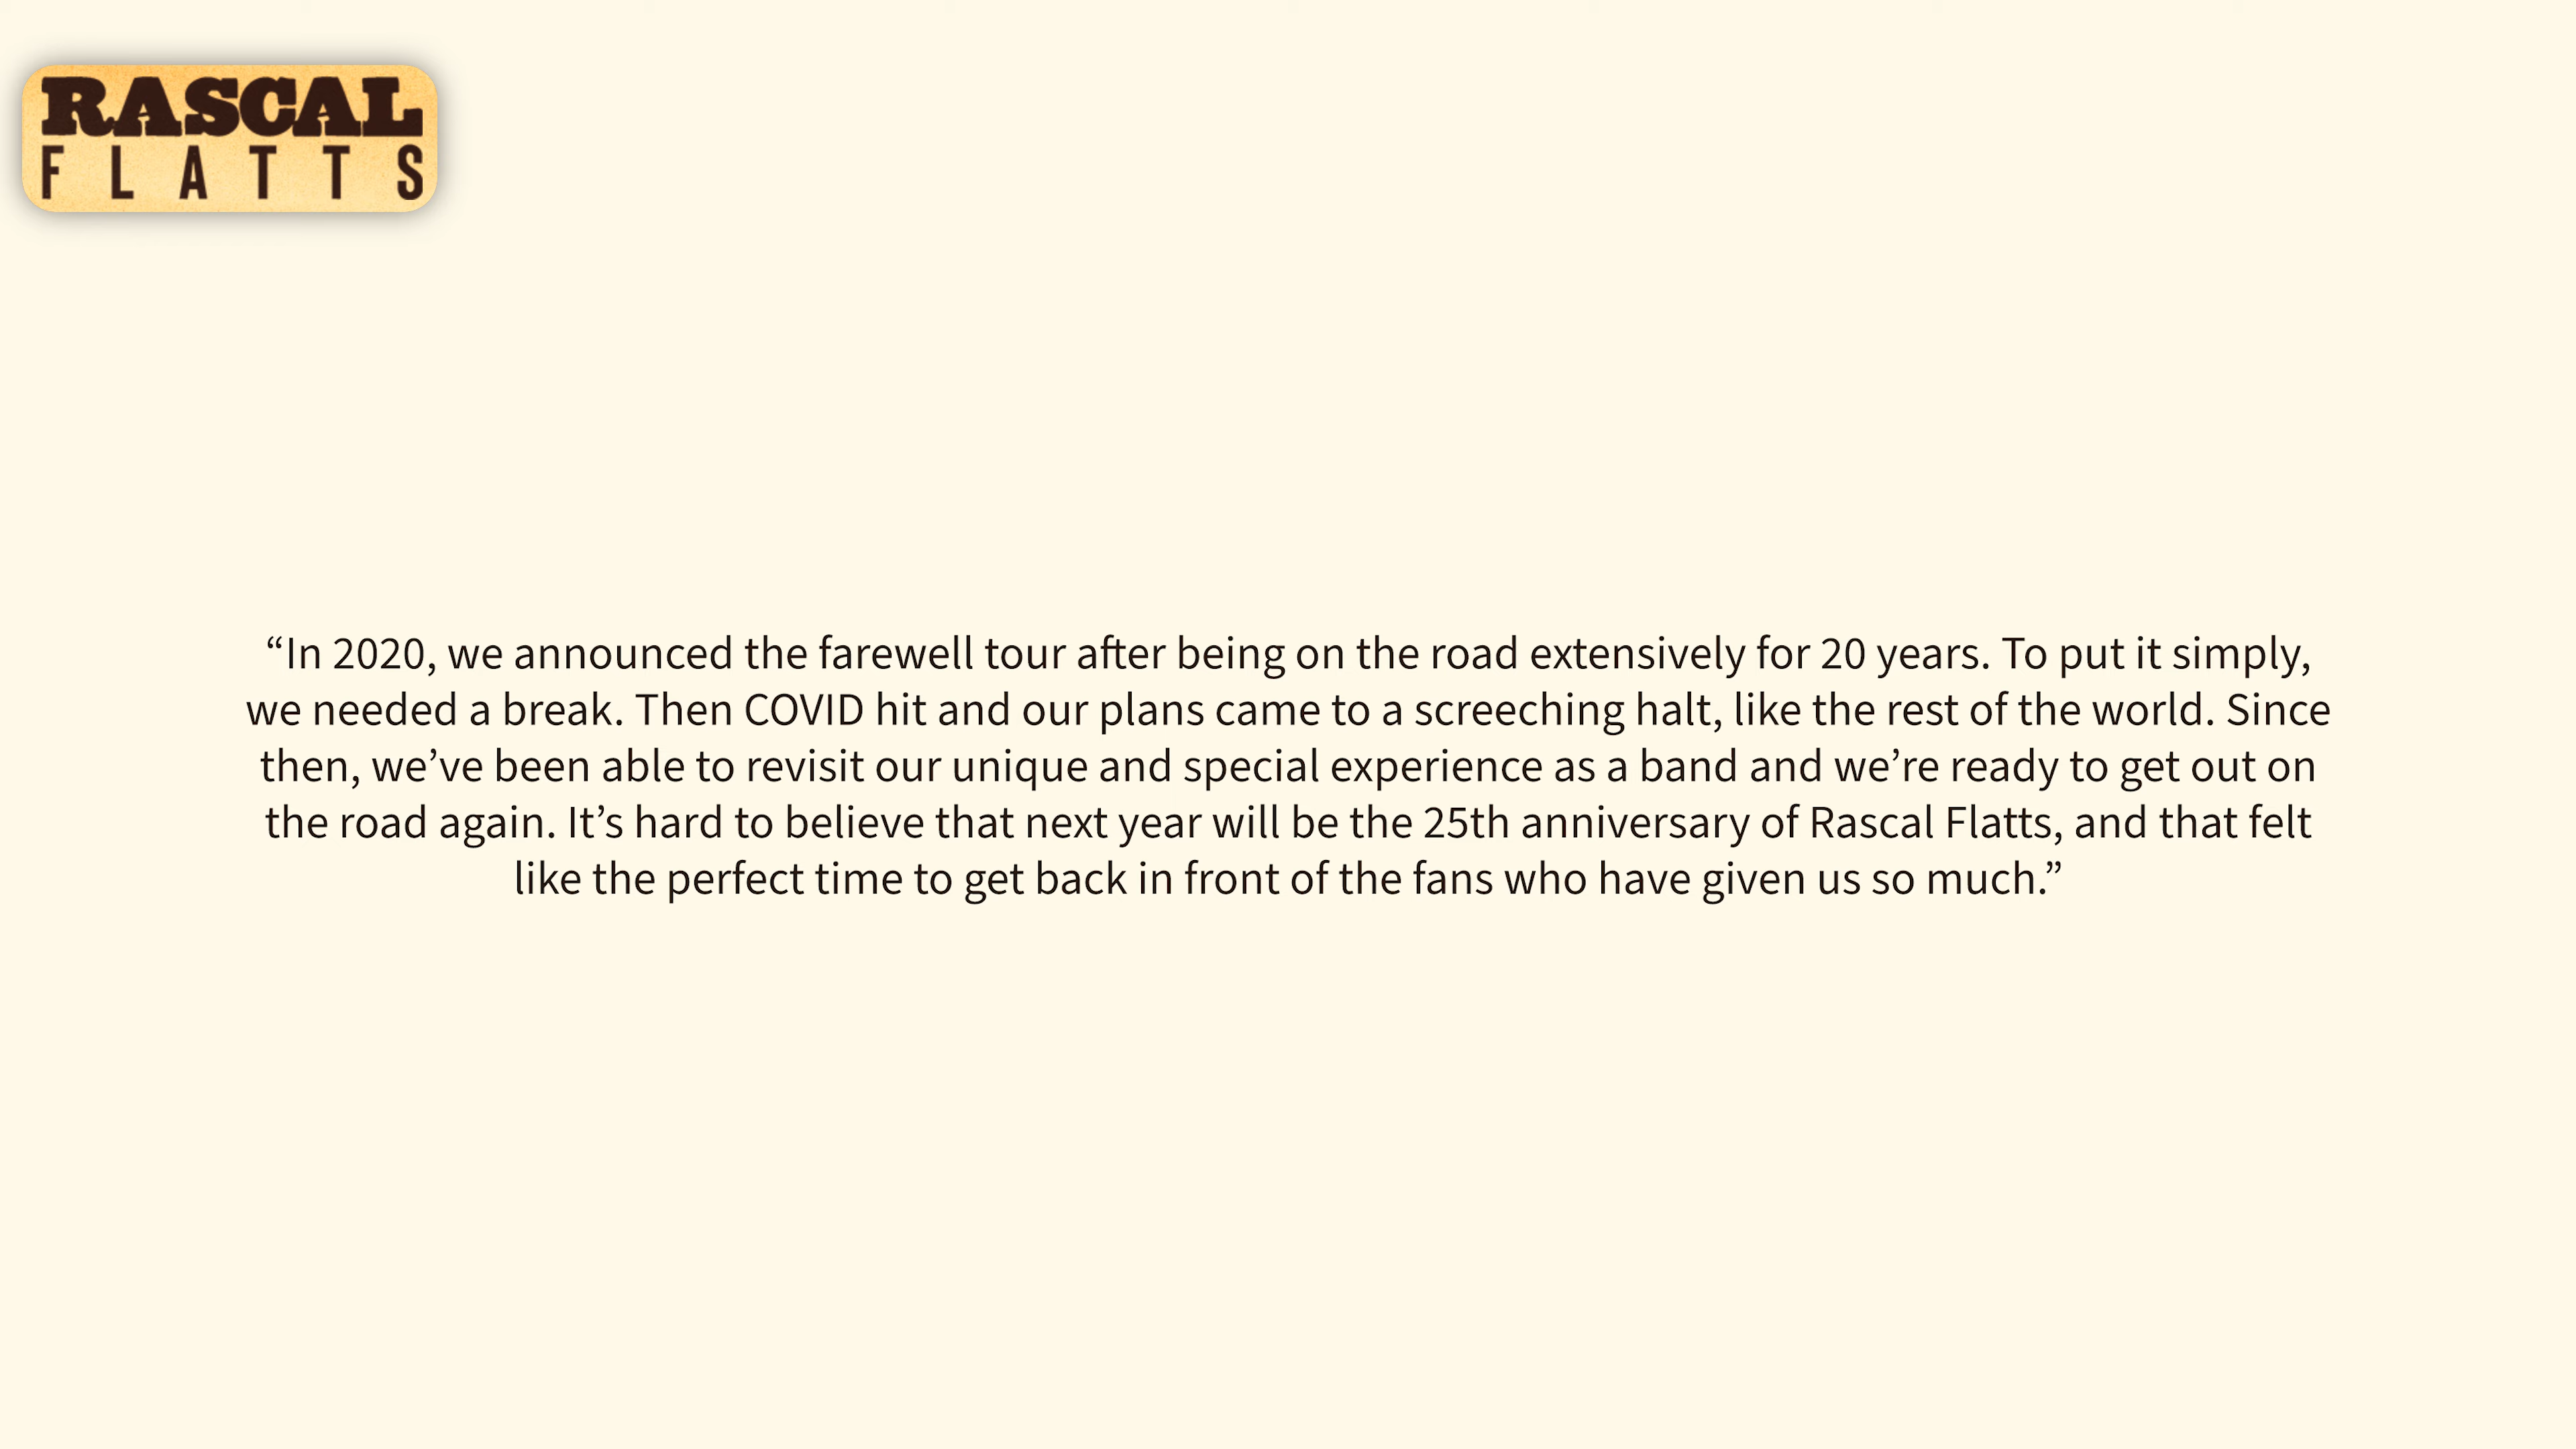 RASCAL
FLATTS
“In 2020, we announced the farewell tour after being on the road extensively for 20 years. To put it simply,
we needed a break. Then COVID hit and our plans came to a screeching halt, like the rest of the world. Since
then, we’ve been able to revisit our unique and special experience as a band and we’re ready to get out on
the road again. It’s hard to believe that next year will be the 25th anniversary of Rascal Flatts, and that felt
like the perfect time to get back in front of the fans who have given us so much.”